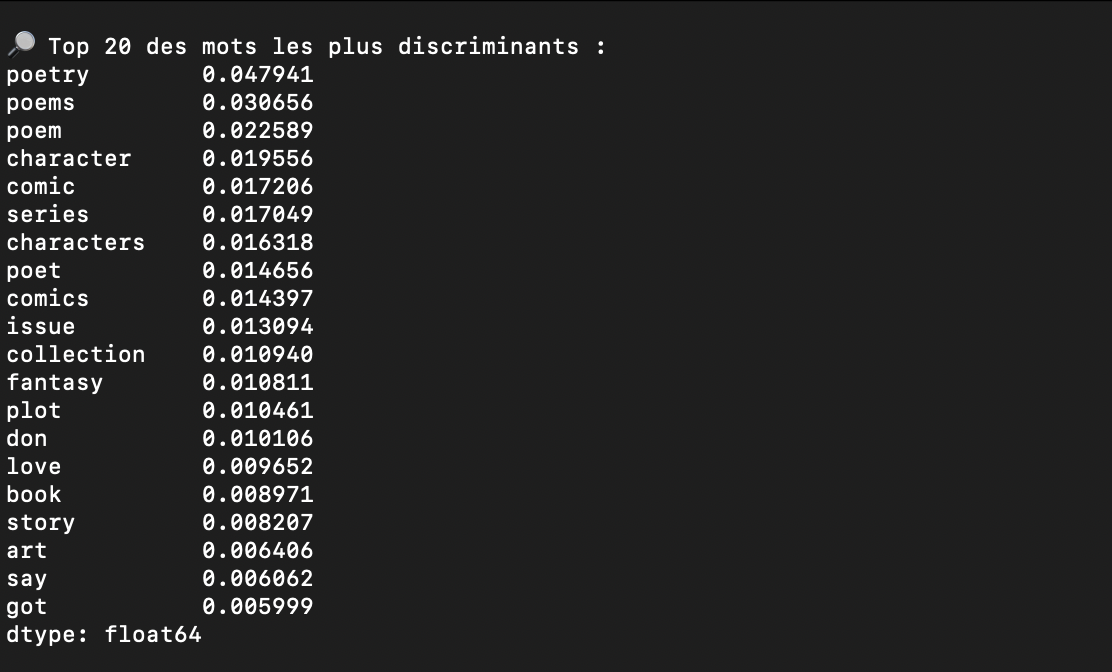 🔎 Top 20 des mots les plus discriminants :
poetry 0.047941
poems 0.030656
poem 0.022589
character 0.019556
comic 0.017206
series 0.017049
characters 0.016318
poet 0.014656
comics 0.014397
issue 0.013094
collection 0.010940
fantasy 0.010811
plot 0.010461
don 0.010106
love 0.009652
book 0.008971
story 0.008207
art 0.006406
say 0.006062
got 0.005999
dtype: float64